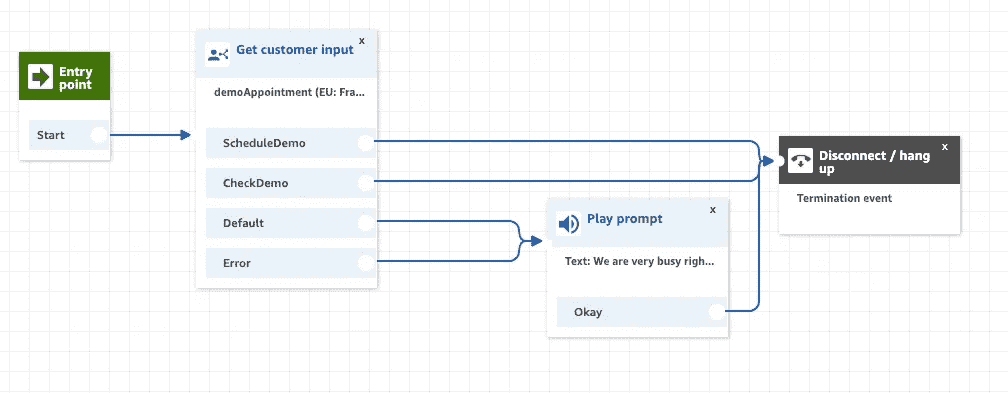 Entry
point
Start
Get customer input
x
demoAppointment (EU: Fra...
ScheduleDemo
CheckDemo
Default
Error
Play prompt
x
Text: We are very busy righ...
Okay
Disconnect / hang
up
x
Termination event